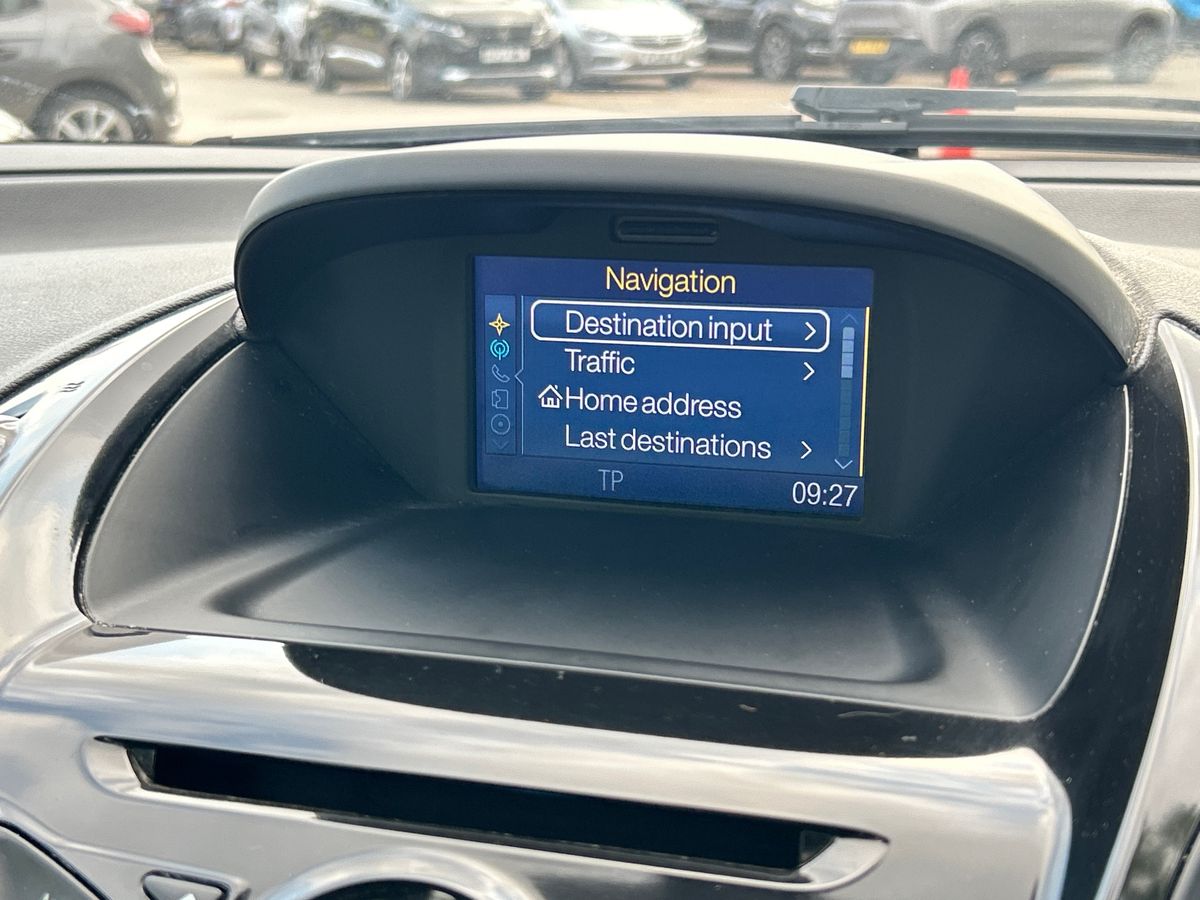 Navigation
Destination input
Traffic
Home address
Last destinations
TP
09:27